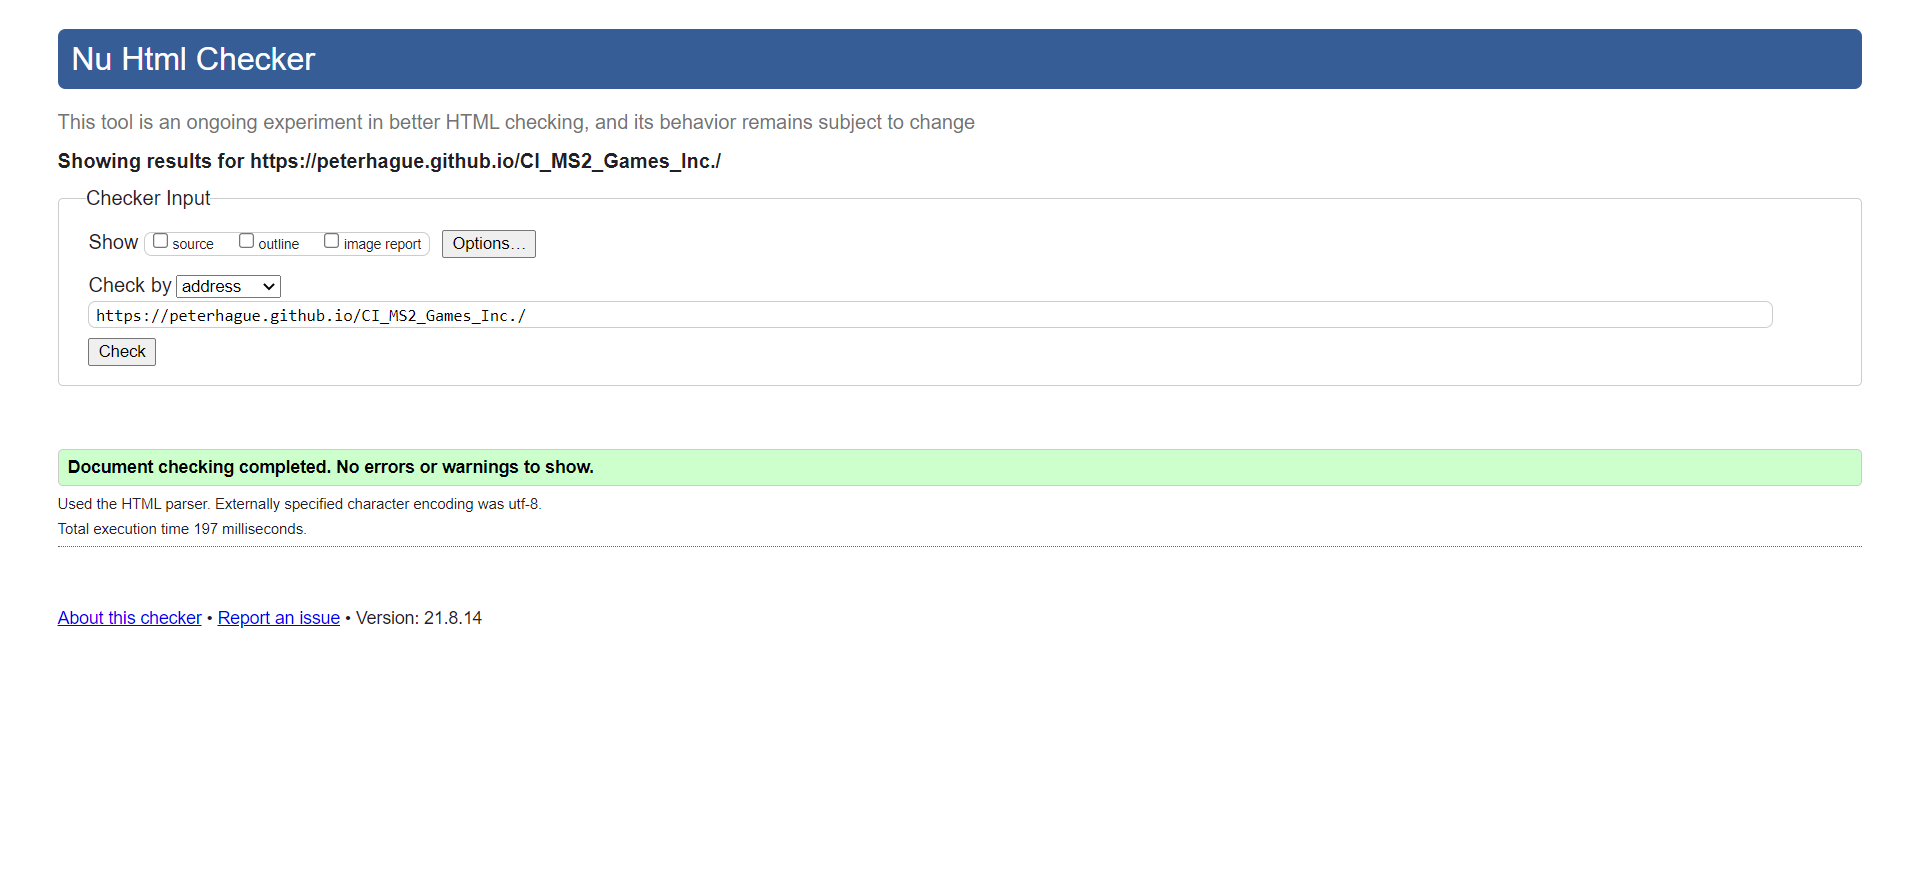 Nu Html Checker
This tool is an ongoing experiment in better HTML checking, and its behavior remains subject to change
Showing results for https://peterhague.github.io/CI_MS2_Games_Inc./
Checker Input
Show source outline image report Options…
Check by address
https://peterhague.github.io/CI_MS2_Games_Inc./
Check
Document checking completed. No errors or warnings to show.
Used the HTML parser. Externally specified character encoding was utf-8.
Total execution time 197 milliseconds.
About this checker • Report an issue • Version: 21.8.14